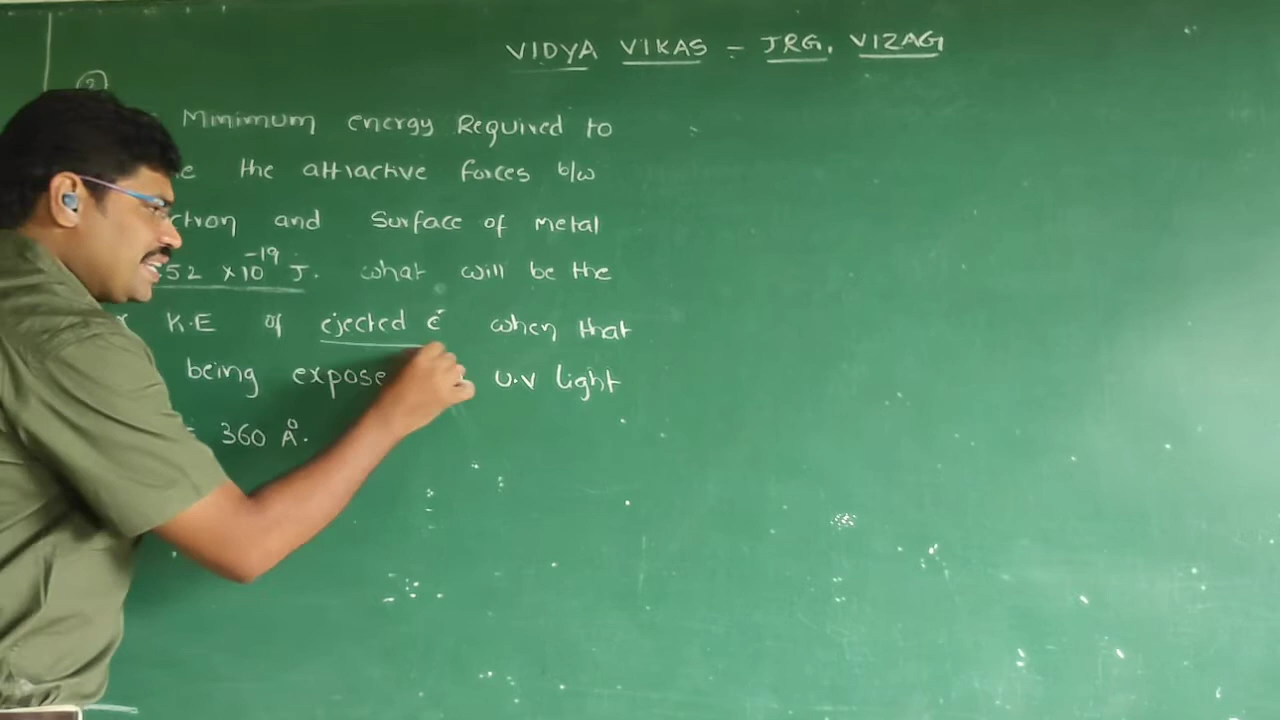 VIDYA VIKAS - JRG, VIZAG
2
Minimum energy Required to
the attractive forces b/w
and Surface of metal
52 x10⁻¹⁹ J. what will be the
K.E of ejected e⁻ when that
being U.V light
360 A°.